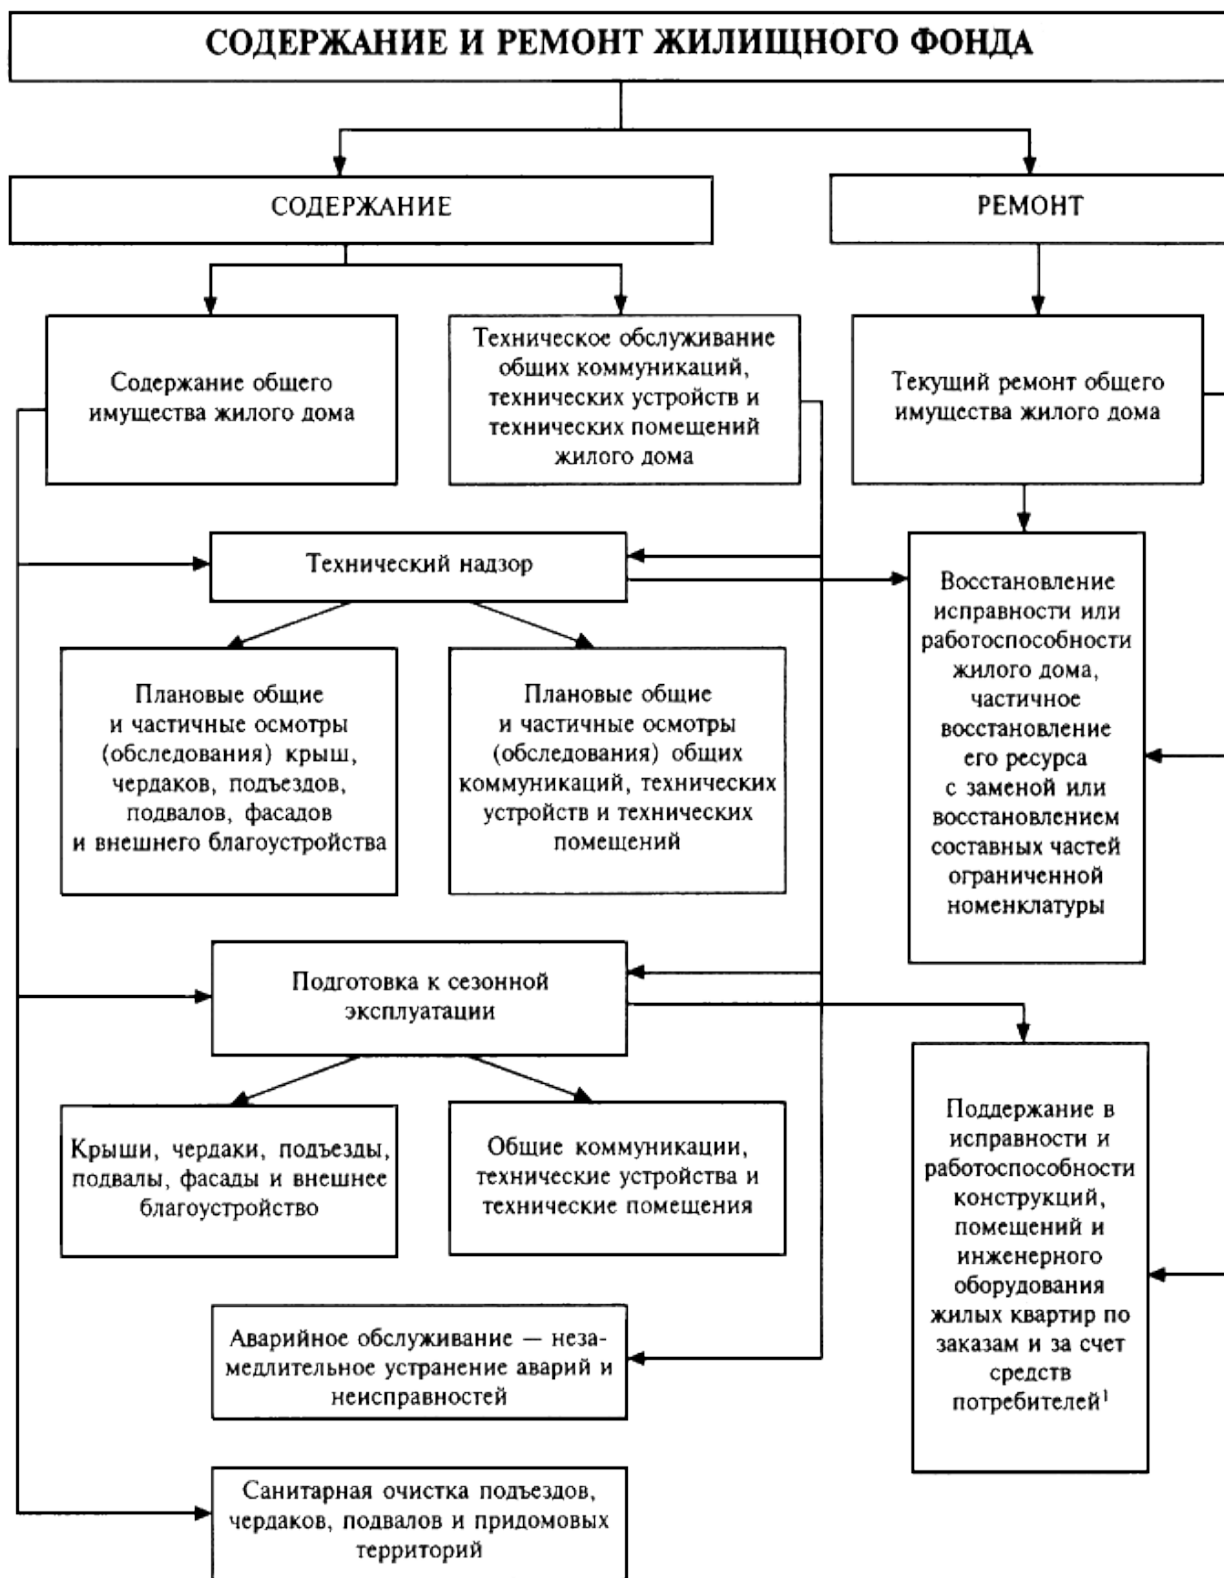 СОДЕРЖАНИЕ И РЕМОНТ ЖИЛИЩНОГО ФОНДА
СОДЕРЖАНИЕ
РЕМОНТ
Содержание общего
имущества жилого дома
Техническое обслуживание
общих коммуникаций,
технических устройств и
технических помещений
жилого дома
Текущий ремонт общего
имущества жилого дома
Технический надзор
Плановые общие
и частичные осмотры
(обследования) крыш,
чердаков, подъездов,
подвалов, фасадов
и внешнего благоустройства
Плановые общие
и частичные осмотры
(обследования) общих
коммуникаций, технических
устройств и технических
помещений
Восстановление
исправности или
работоспособности
жилого дома,
частичное
восстановление
его ресурса
с заменой или
восстановлением
составных частей
ограниченной
номенклатуры
Подготовка к сезонной
эксплуатации
Крыши, чердаки, подъезды,
подвалы, фасады и внешнее
благоустройство
Общие коммуникации,
технические устройства и
технические помещения
Поддержание в
исправности и
работоспособности
конструкций,
помещений и
инженерного
оборудования
жилых квартир по
заказам и за счет
средств
потребителей¹
Аварийное обслуживание — неза-
медлительное устранение аварий и
неисправностей
Санитарная очистка подъездов,
чердаков, подвалов и придомовых
территорий